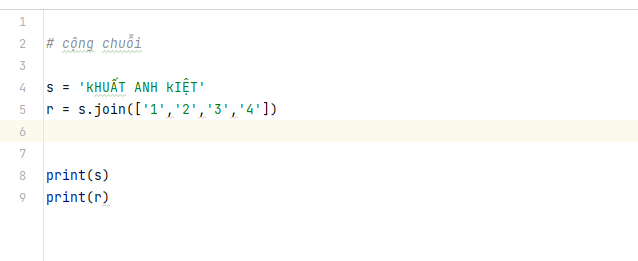 1
2 # cộng chuỗi
3
4 s = 'kHUẤT ANH kIỆT'
5 r = s.join(['1','2','3','4'])
6
7
8 print(s)
9 print(r)